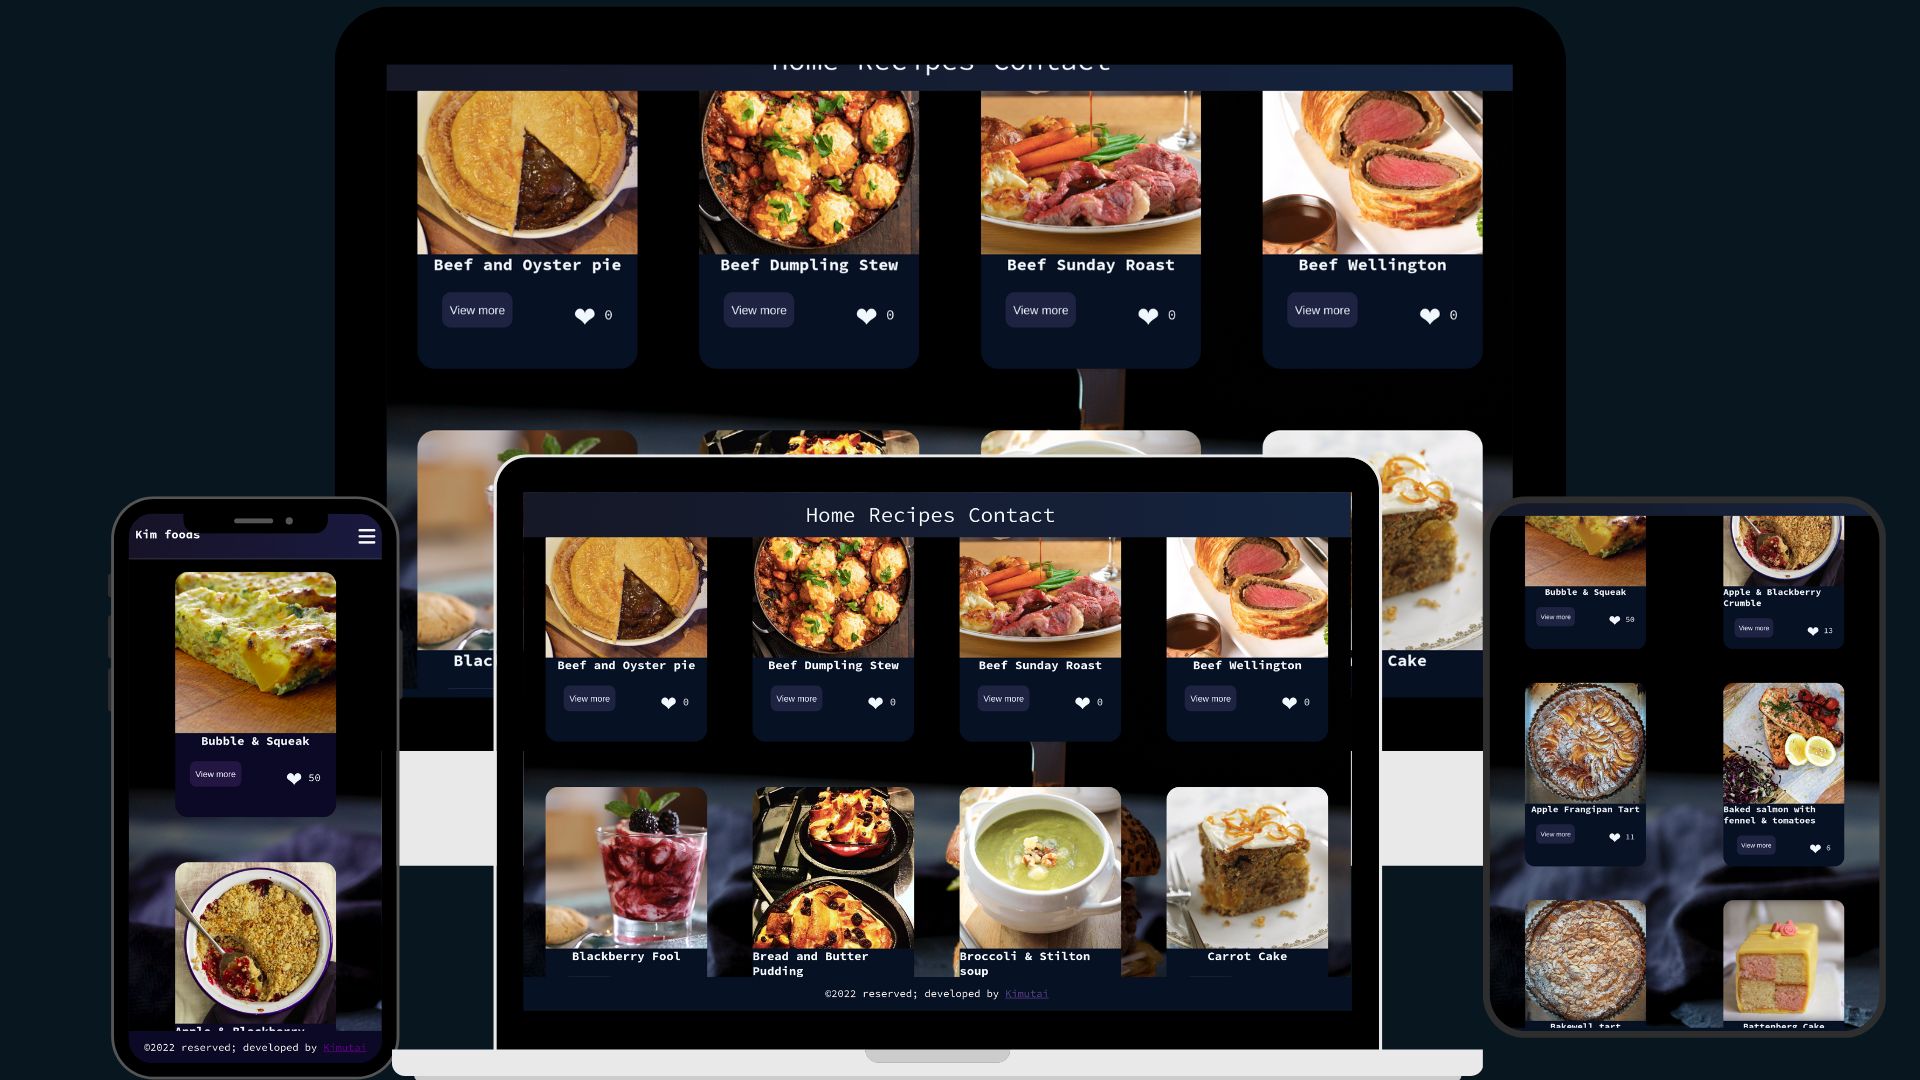 Home Recipes Contact
Beef and Oyster pie
Beef Dumpling Stew
Beef Sunday Roast
Beef Wellington
View more
0
View more
0
View more
0
View more
0
Blac
Cake
Kim foods
Bubble & Squeak
View more
50
Apple & Blackberry
©2022 reserved; developed by Kimutai
Home Recipes Contact
Beef and Oyster pie
Beef Dumpling Stew
Beef Sunday Roast
Beef Wellington
View more
0
View more
0
View more
0
View more
0
Blackberry Fool
Bread and Butter
Pudding
Broccoli & Stilton
soup
Carrot Cake
©2022 reserved; developed by Kimutai
Bubble & Squeak
View more
50
Apple & Blackberry
Crumble
View more
13
Apple Frangipan Tart
View more
11
Baked salmon with
fennel & tomatoes
View more
6
Bakewell tart
Battenberg Cake